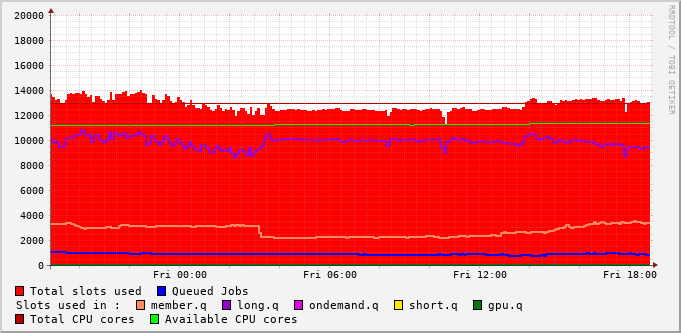 20000
18000
16000
14000
12000
10000
8000
6000
4000
2000
0
Fri 00:00 Fri 06:00 Fri 12:00 Fri 18:00
Total slots used Queued Jobs
Slots used in : member.q long.q ondemand.q short.q gpu.q
Total CPU cores Available CPU cores
RRDTOOL / TOBI OETIKER